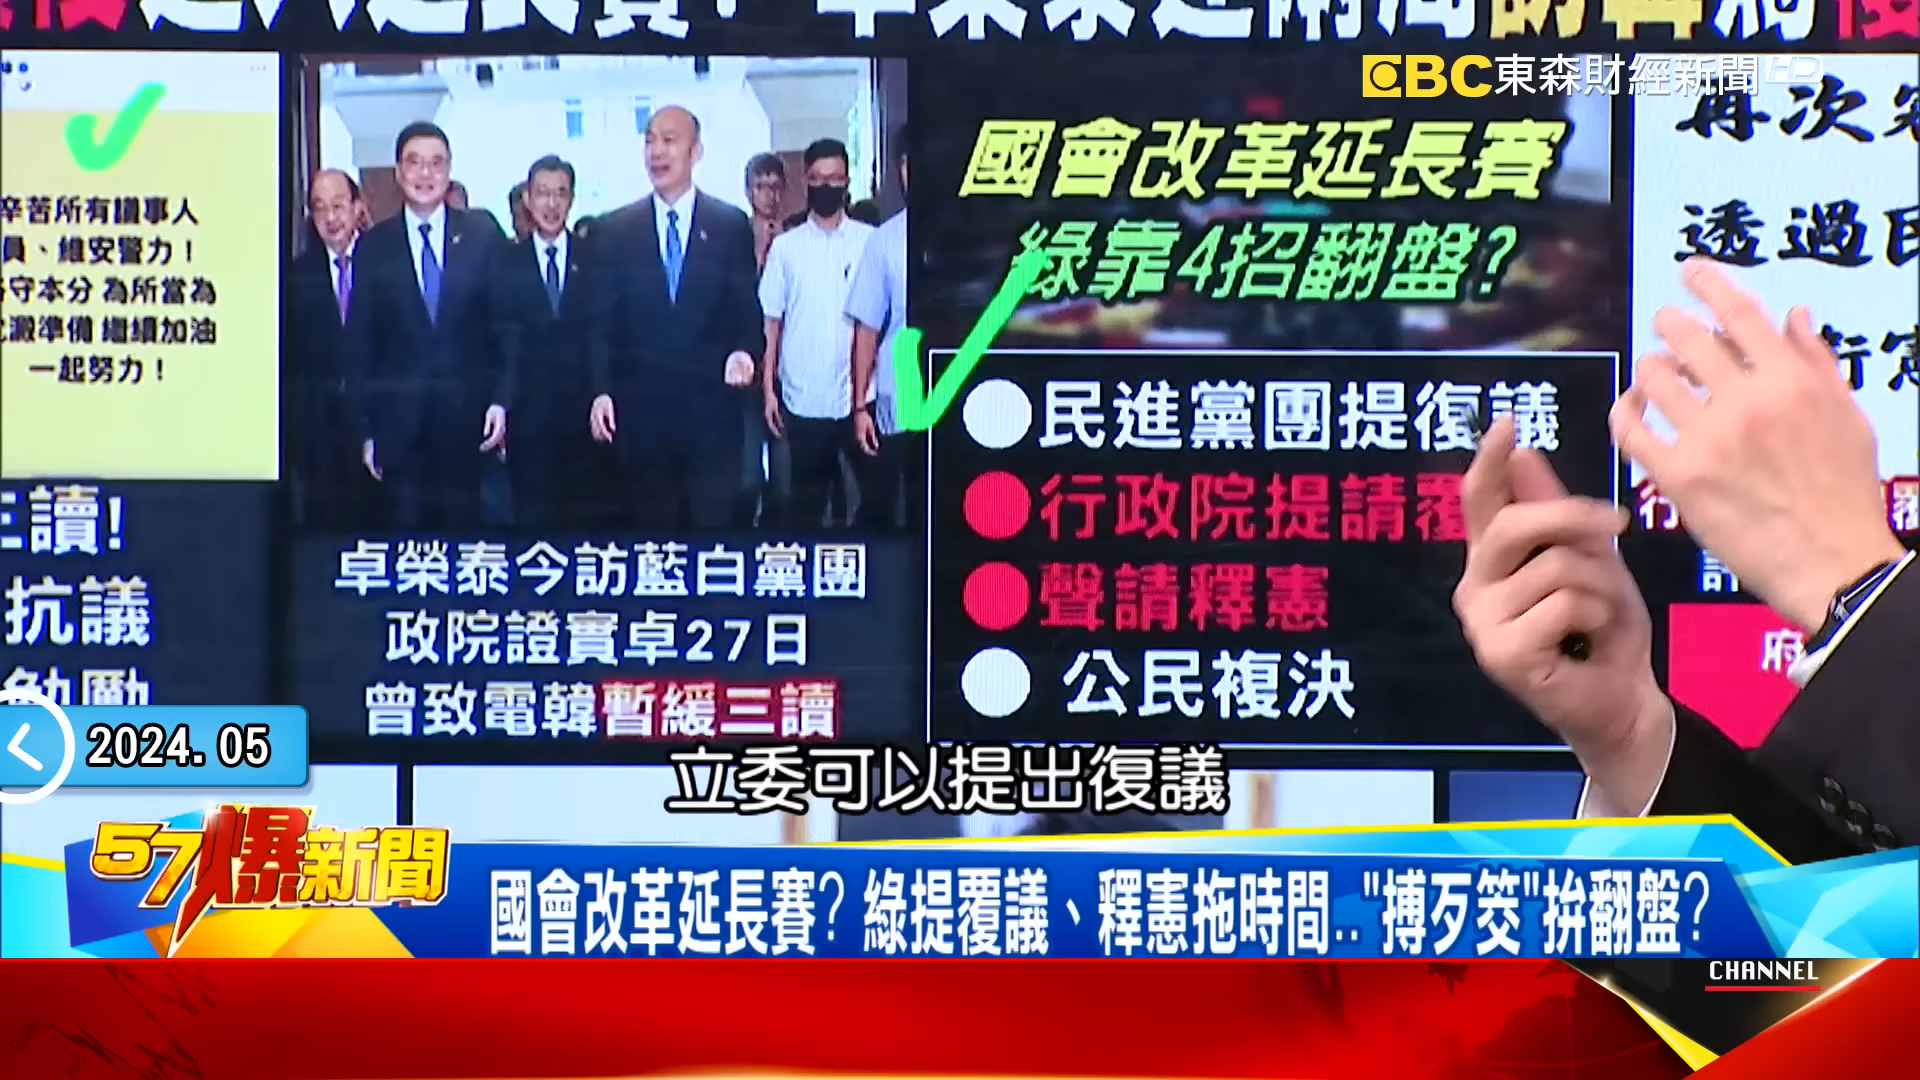 東森財經新聞 HD
國會改革延長賽
綠靠4招翻盤?
民進黨團提復議
行政院提請覆
聲請釋憲
公民複決
辛苦所有議事人
員、維安警力!
守本分 為所當為
澱準備 繼續加油
一起努力!
三讀!
抗議
卓榮泰今訪藍白黨團
政院證實卓27日
曾致電韓暫緩三讀
再次
透過民
行
府
2024.05
立委可以提出復議
57爆新聞
國會改革延長賽? 綠提覆議、釋憲拖時間.."搏歹筊"拚翻盤?
CHANNEL